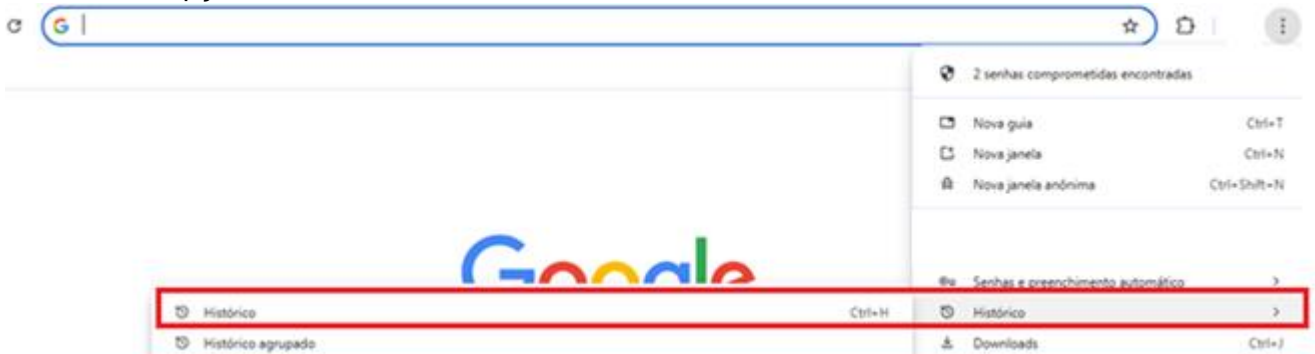 2 senhas comprometidas encontradas
Nova guia Ctrl+T
Nova janela Ctrl+N
Nova janela anônima Ctrl+Shift+N
Google
Senhas e preenchimento automático
Histórico Ctrl+H
Histórico
Histórico agrupado
Downloads Ctrl+J